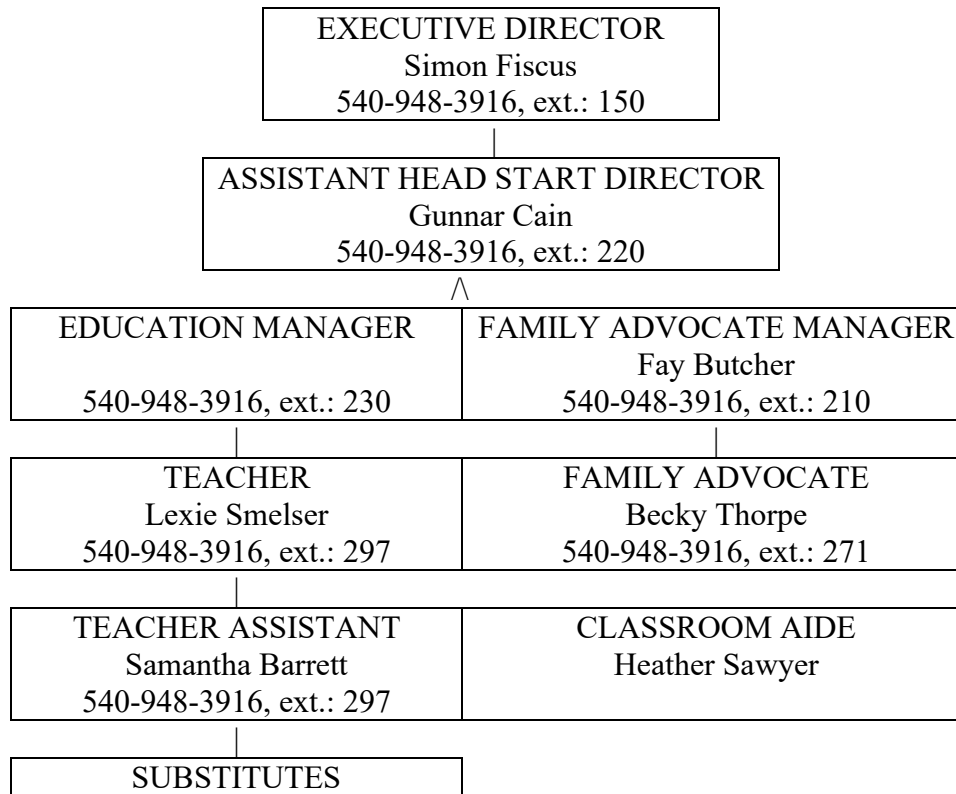 EXECUTIVE DIRECTOR
Simon Fiscus
540-948-3916, ext.: 150
ASSISTANT HEAD START DIRECTOR
Gunnar Cain
540-948-3916, ext.: 220
EDUCATION MANAGER
540-948-3916, ext.: 230
FAMILY ADVOCATE MANAGER
Fay Butcher
540-948-3916, ext.: 210
TEACHER
Lexie Smelser
540-948-3916, ext.: 297
FAMILY ADVOCATE
Becky Thorpe
540-948-3916, ext.: 271
TEACHER ASSISTANT
Samantha Barrett
540-948-3916, ext.: 297
CLASSROOM AIDE
Heather Sawyer
SUBSTITUTES